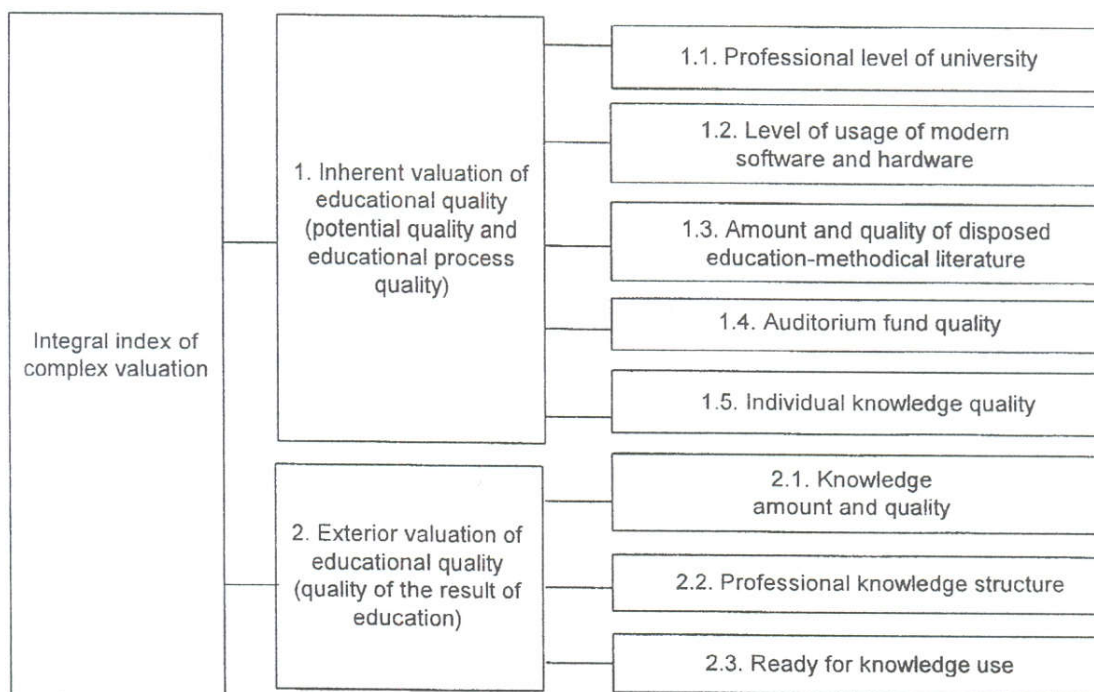 Integral index of
complex valuation
1. Inherent valuation of
educational quality
(potential quality and
educational process
quality)
1.1. Professional level of university
1.2. Level of usage of modern
software and hardware
1.3. Amount and quality of disposed
education-methodical literature
1.4. Auditorium fund quality
1.5. Individual knowledge quality
2. Exterior valuation of
educational quality
(quality of the result of
education)
2.1. Knowledge
amount and quality
2.2. Professional knowledge structure
2.3. Ready for knowledge use